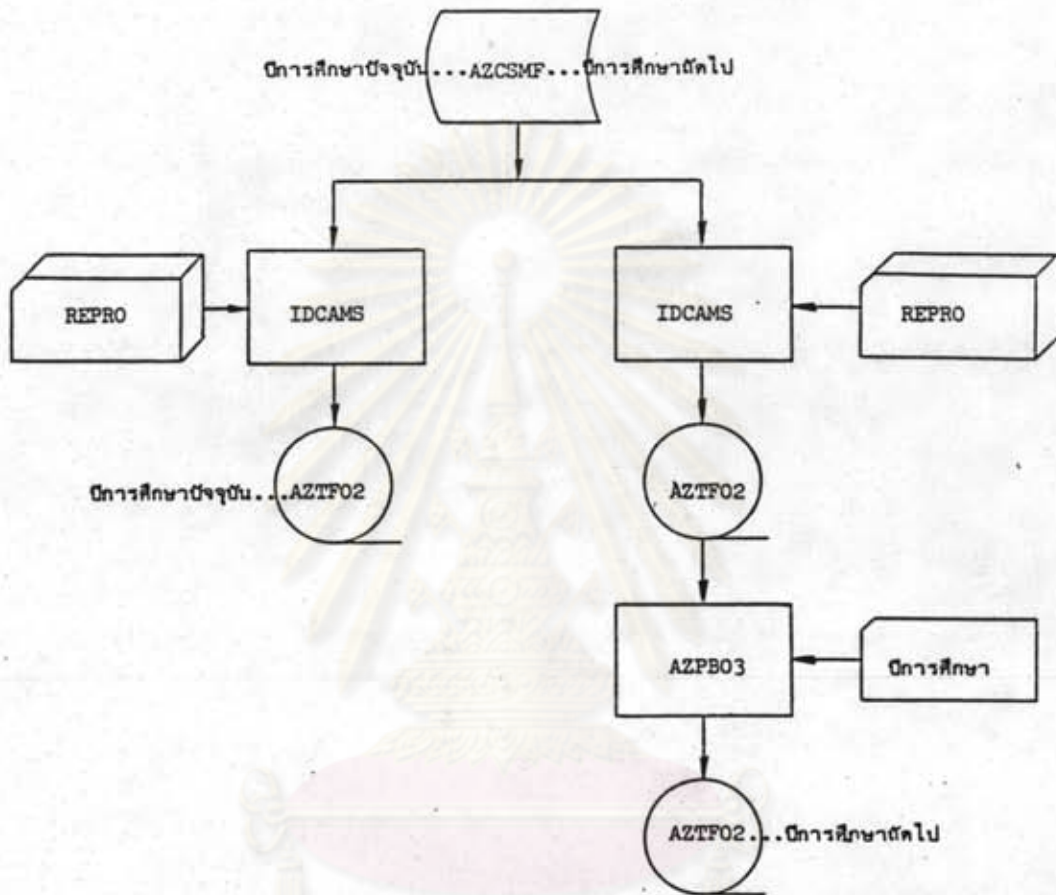 ปีการศึกษาปัจจุบัน...AZCSMF...ปีการศึกษาถัดไป
REPRO
IDCAMS
IDCAMS
REPRO
ปีการศึกษาปัจจุบัน...AZTF02
AZTF02
AZPB03
ปีการศึกษา
AZTF02...ปีการศึกษาถัดไป